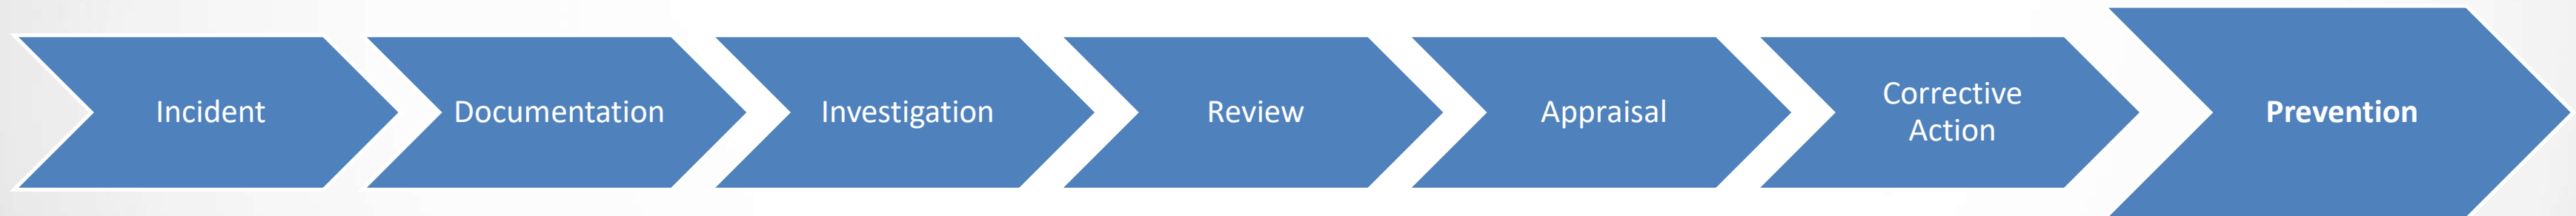 Incident
Documentation
Investigation
Review
Appraisal
Corrective
Action
Prevention